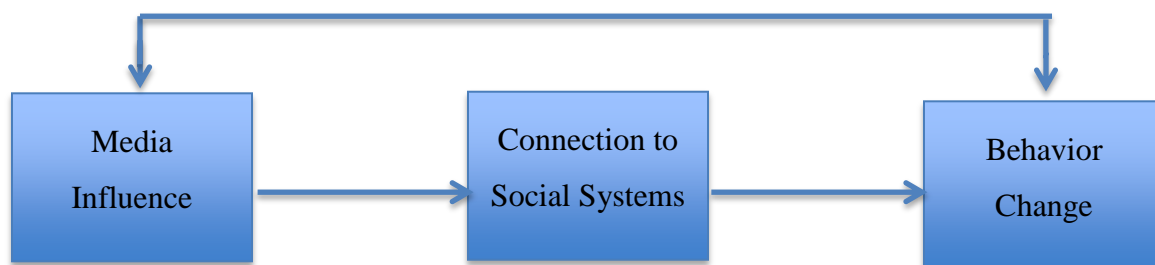 Media
Influence
Connection to
Social Systems
Behavior
Change